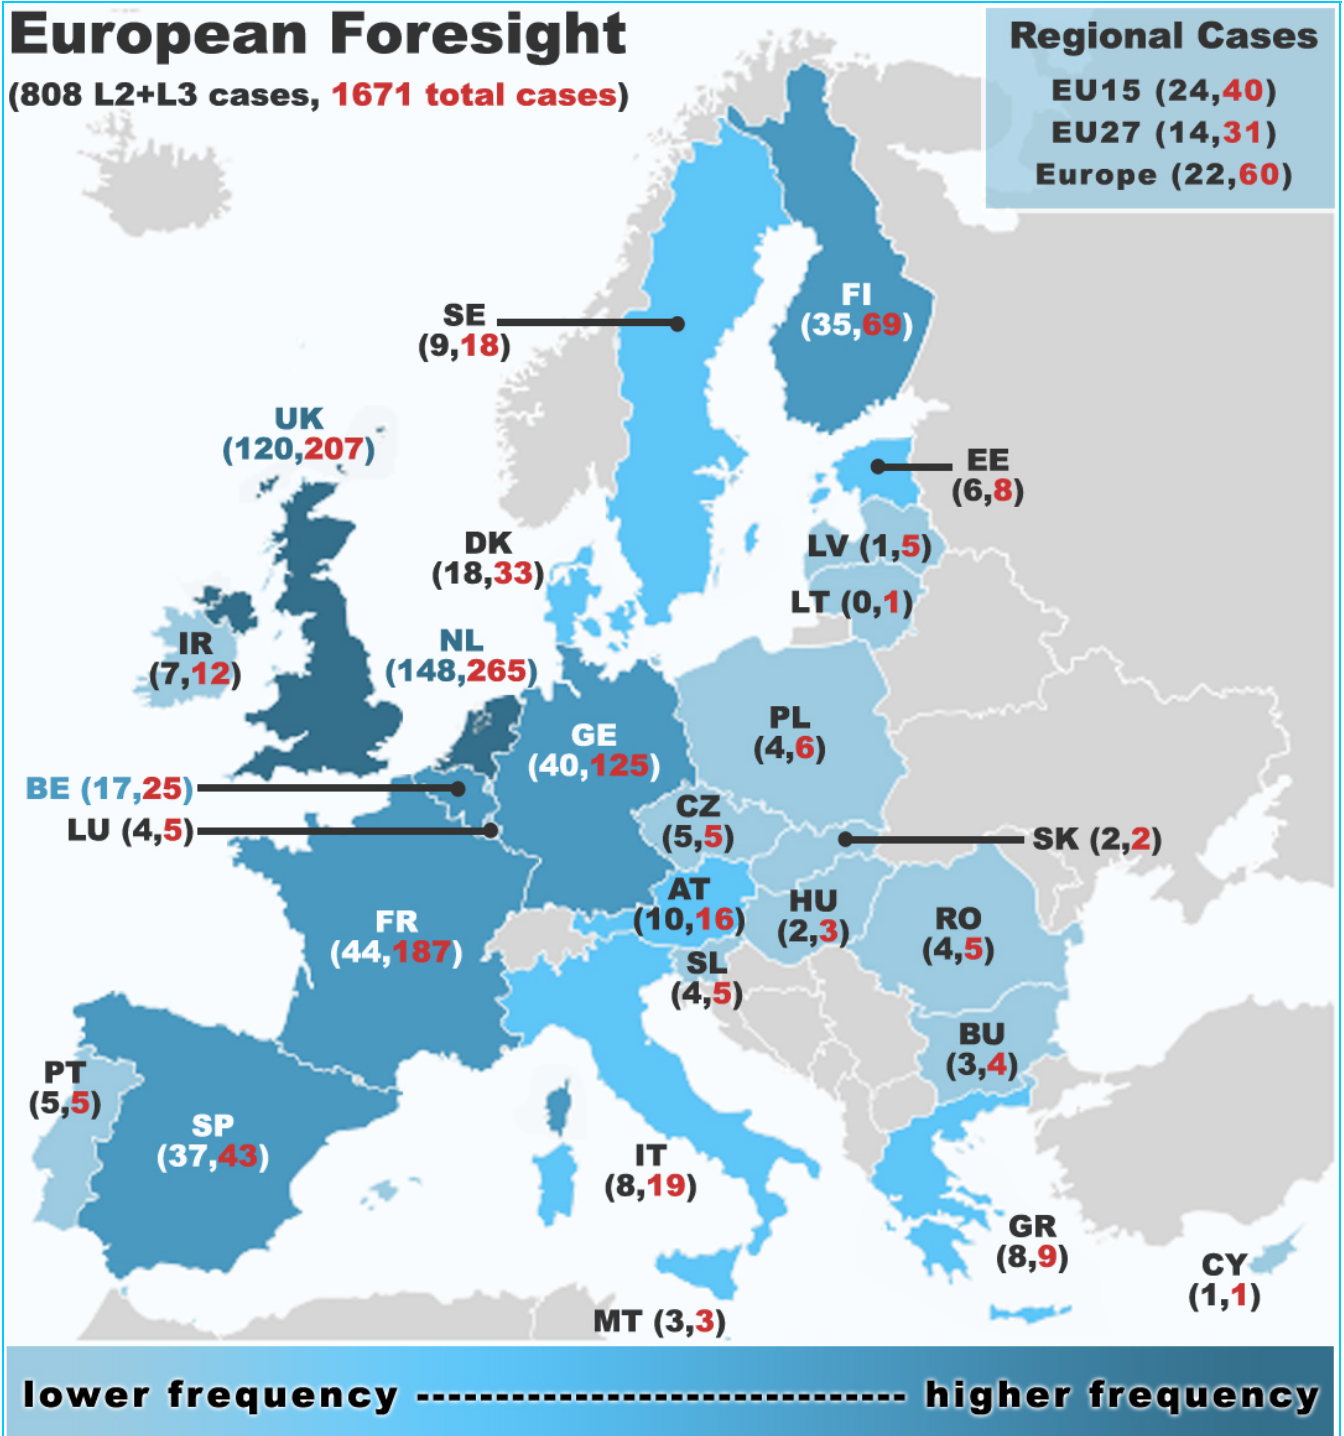 European Foresight
(808 L2+L3 cases, 1671 total cases)
Regional Cases
EU15 (24,40)
EU27 (14,31)
Europe (22,60)
FI
(35,69)
SE
(9,18)
UK
(120,207)
EE
(6,8)
DK
(18,33)
LV (1,5)
LT (0,1)
IR
(7,12)
NL
(148,265)
PL
(4,6)
GE
(40,125)
BE (17,25)
LU (4,5)
CZ
(5,5)
SK (2,2)
AT
(10,16)
HU
(2,3)
RO
(4,5)
FR
(44,187)
SL
(4,5)
BU
(3,4)
PT
(5,5)
SP
(37,43)
IT
(8,19)
GR
(8,9)
CY
(1,1)
MT (3,3)
lower frequency ------------------------------- higher frequency